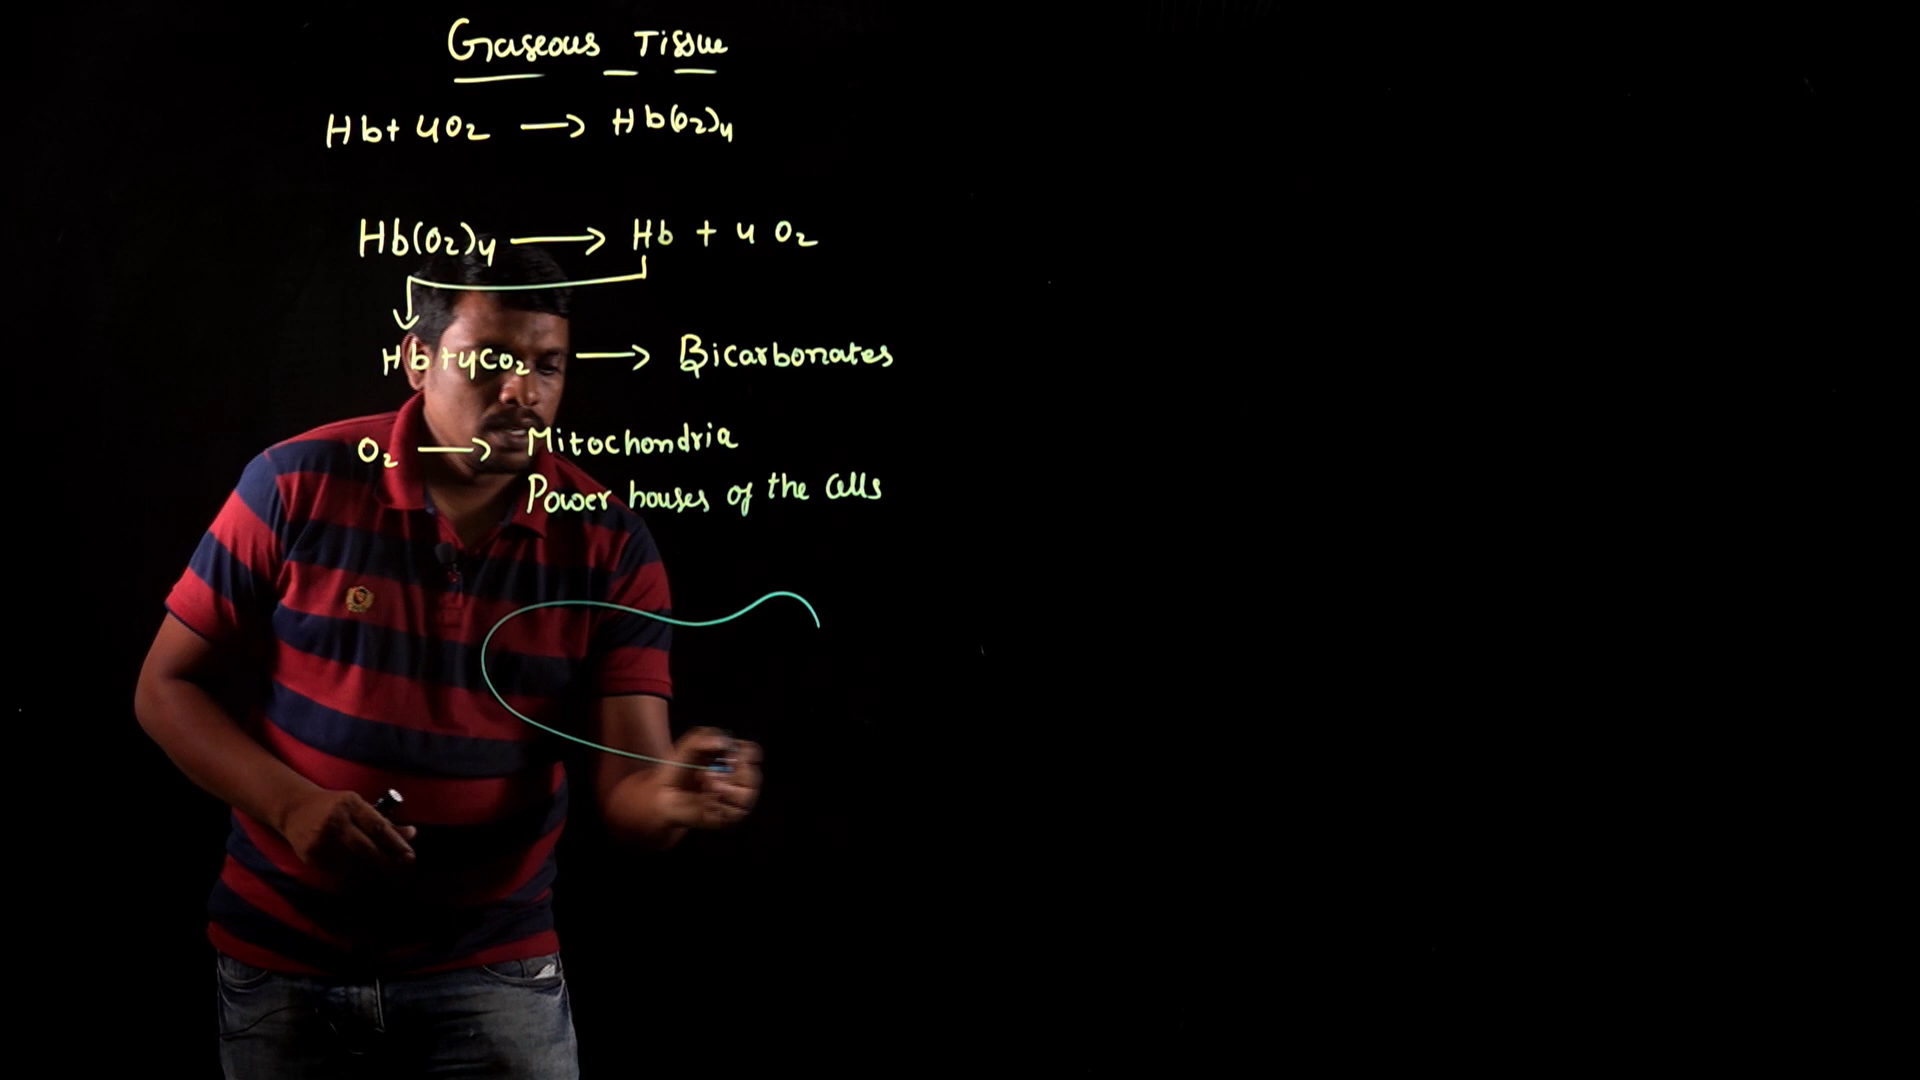 Gaseous Tissue
Hb + 4O2 → Hb(O2)4
Hb(O2)4 → Hb + 4 O2
Hb + 4CO2 → Bicarbonates
O2 → Mitochondria
Power houses of the Cells